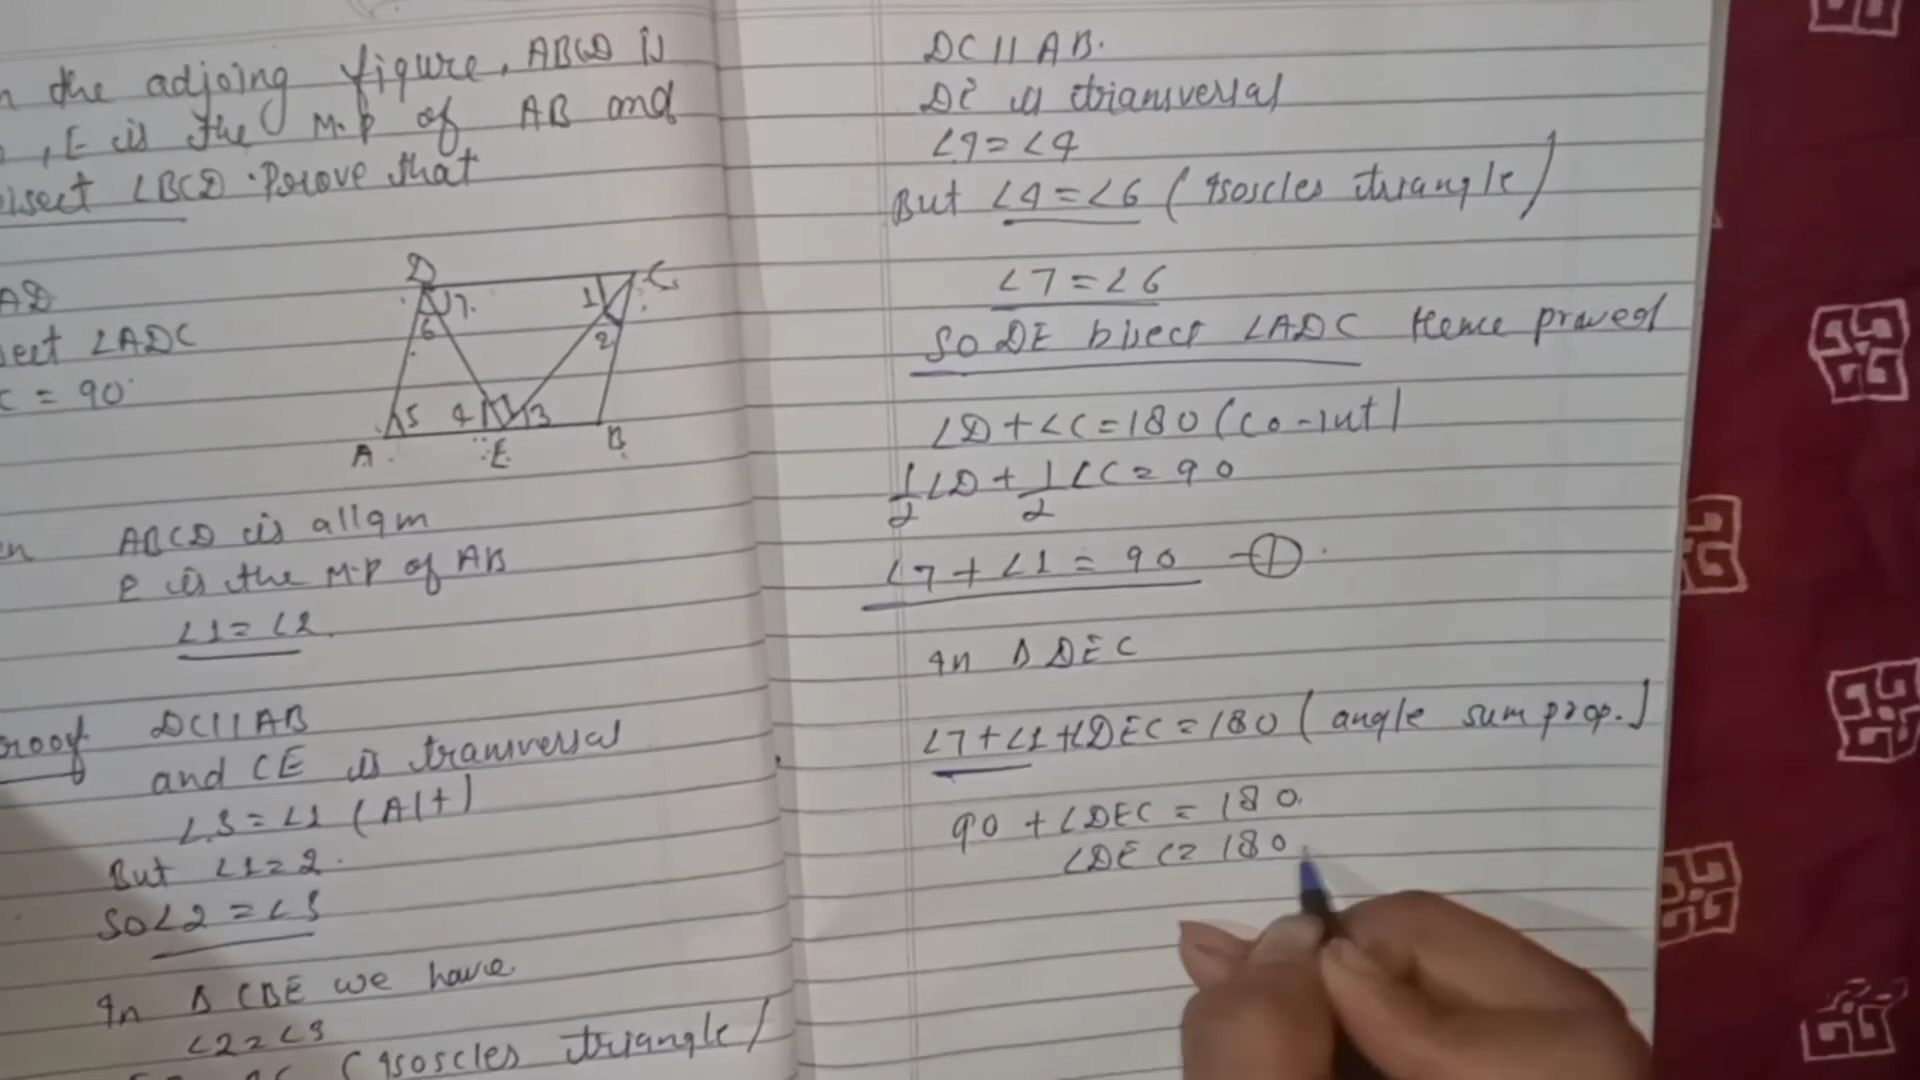 the adjoing figure, ABCD is
, E is the M.P of AB and
bisect ∠BCD. Prove that
AD
sect ∠ADC
C = 90°
D
C
7
1
6
2
5
4
3
A
E
B
ABCD is allgm
E is the M.P of AB
∠1 = ∠2
proof DC || AB
and CE is tranversal
∠3 = ∠1 (Alt)
But ∠1 = 2.
SO ∠2 = ∠3
In Δ CBE we have
∠2 = ∠3
(Isoscles triangle)
DC || AB.
DE is transversal
∠7 = ∠4
But ∠4 = ∠6 (Isoscles triangle)
∠7 = ∠6
SO DE bisect ∠ADC Hence proved
∠D + ∠C = 180 (Co-int)
1/2 ∠D + 1/2 ∠C = 90
∠7 + ∠1 = 90 — ①
In Δ DEC
∠7 + ∠1 + ∠DEC = 180 (angle sum prop.)
90 + ∠DEC = 180.
∠DEC = 180